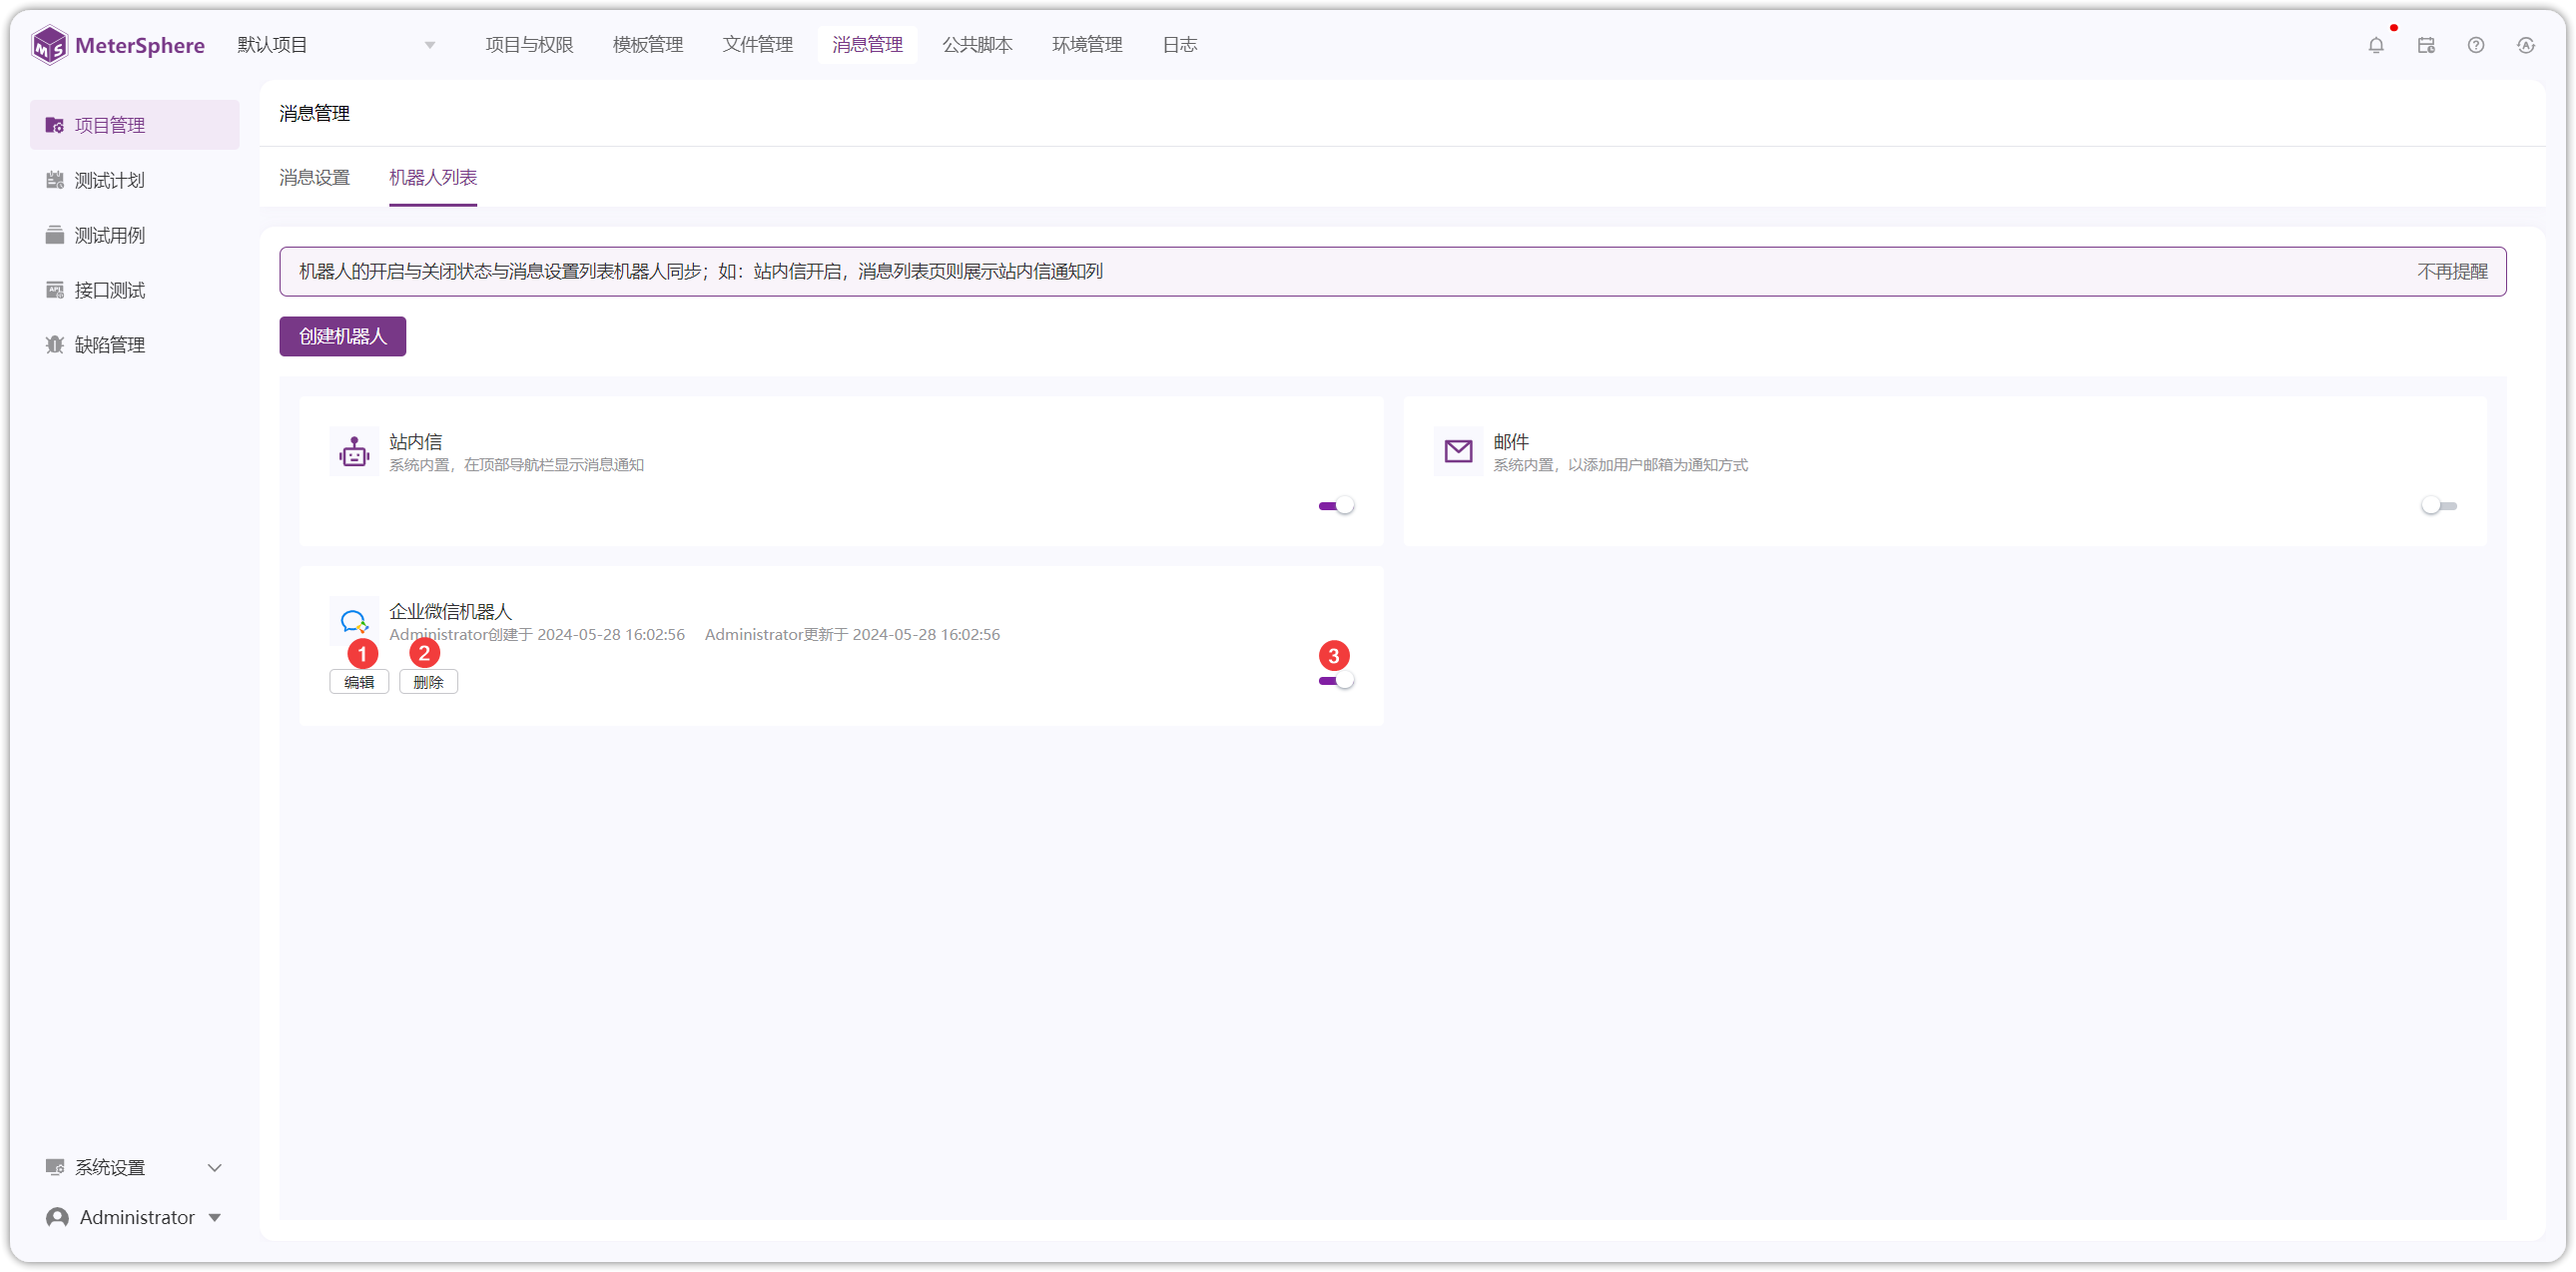 MeterSphere 默认项目 项目与权限 模板管理 文件管理 消息管理 公共脚本 环境管理 日志
项目管理
测试计划
测试用例
接口测试
缺陷管理
系统设置
Administrator
消息管理
消息设置 机器人列表
机器人的开启与关闭状态与消息设置列表机器人同步；如：站内信开启，消息列表页则展示站内信通知列 不再提醒
创建机器人
站内信
系统内置，在顶部导航栏显示消息通知
邮件
系统内置，以添加用户邮箱为通知方式
企业微信机器人
Administrator创建于 2024-05-28 16:02:56 Administrator更新于 2024-05-28 16:02:56
1 2 3
编辑 删除